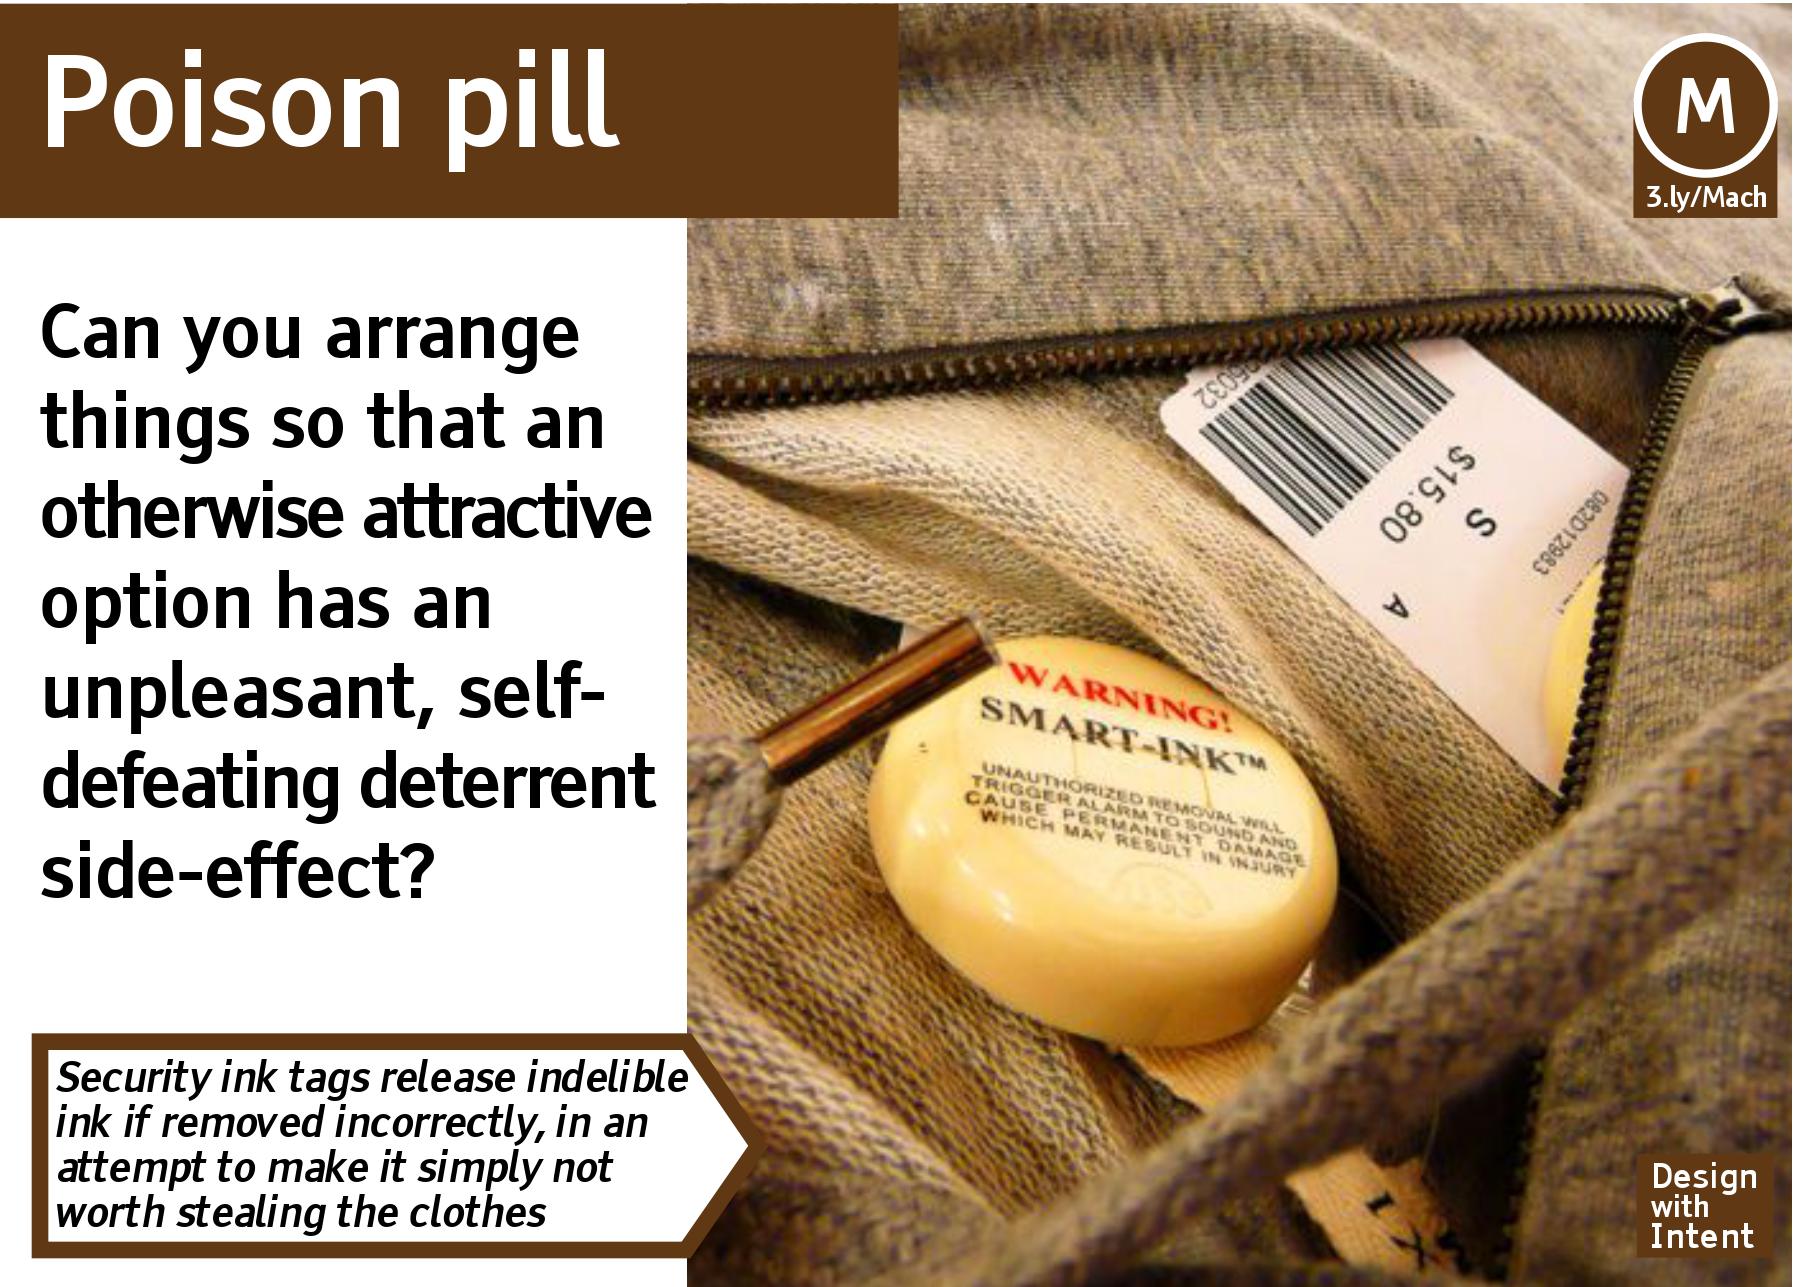 Poison pill
M
3.ly/Mach
Can you arrange
things so that an
otherwise attractive
option has an
unpleasant, self-
defeating deterrent
side-effect?
06032
$15.80
S
082D12983
A
WARNING!
SMART-INK™
UNAUTHORIZED REMOVAL WILL
TRIGGER ALARM TO SOUND AND
CAUSE PERMANENT DAMAGE
WHICH MAY RESULT IN INJURY
Security ink tags release indelible
ink if removed incorrectly, in an
attempt to make it simply not
worth stealing the clothes
Design
with
Intent